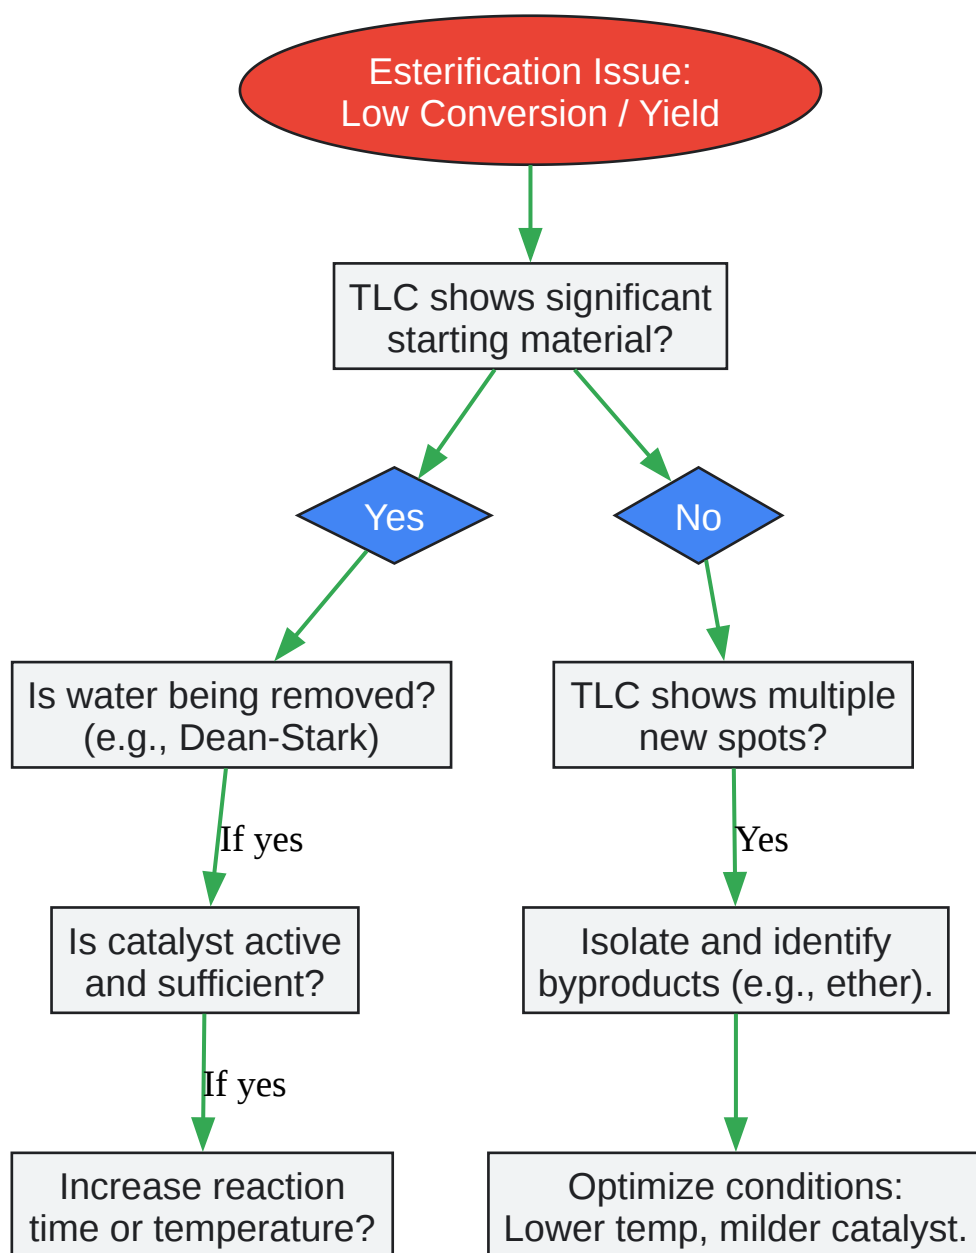 Esterification Issue:
Low Conversion / Yield
TLC shows significant
starting material?
Yes
No
Is water being removed?
(e.g., Dean-Stark)
TLC shows multiple
new spots?
If yes
Yes
Is catalyst active
and sufficient?
Isolate and identify
byproducts (e.g., ether).
If yes
Increase reaction
time or temperature?
Optimize conditions:
Lower temp, milder catalyst.